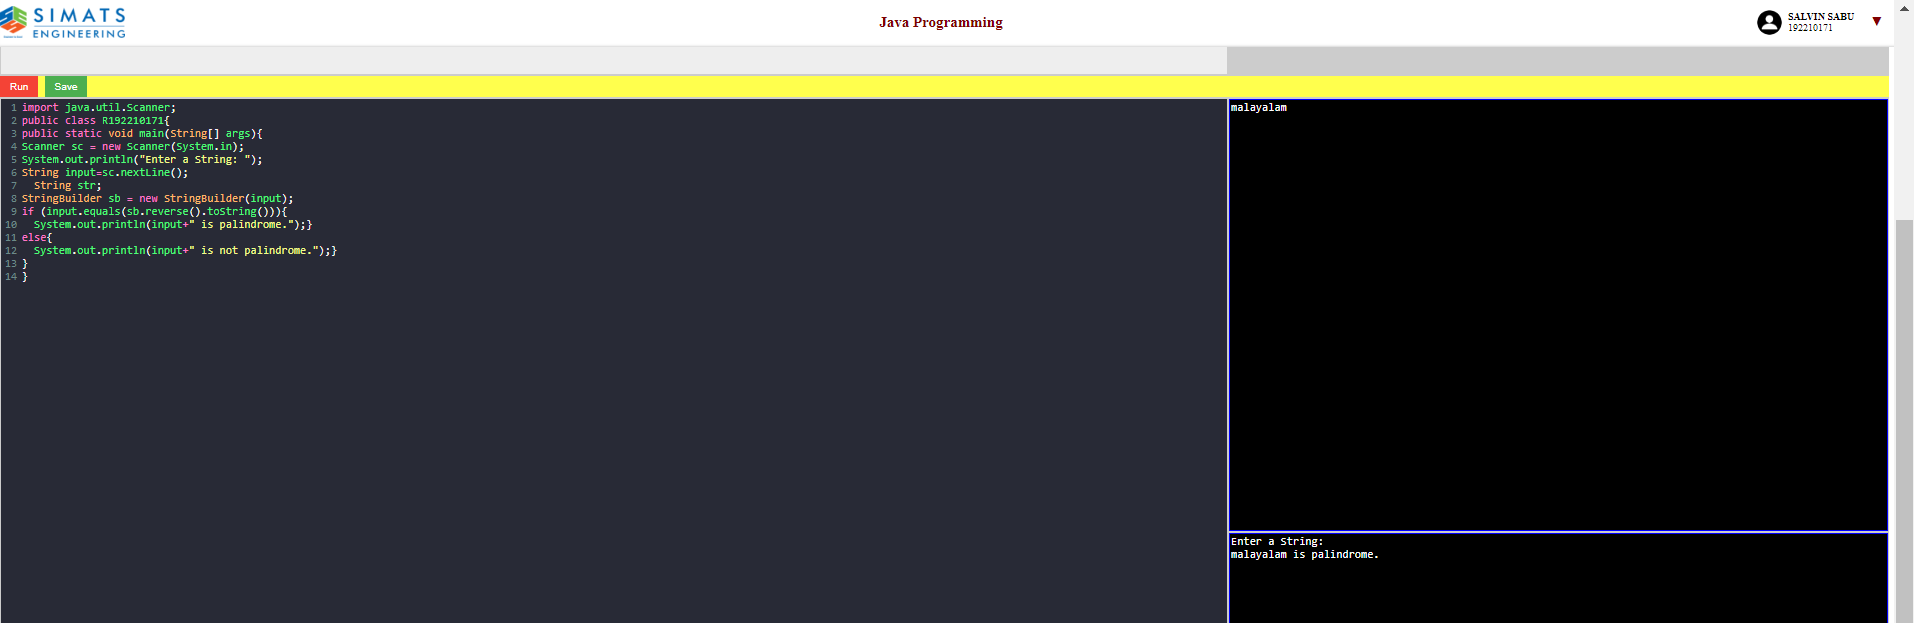 SIMATS
ENGINEERING
Java Programming
SALVIN SABU
192210171
▼
Run
Save
1 import java.util.Scanner;
2 public class R192210171{
3 public static void main(String[] args){
4 Scanner sc = new Scanner(System.in);
5 System.out.println("Enter a String: ");
6 String input=sc.nextLine();
7   String str;
8 StringBuilder sb = new StringBuilder(input);
9 if (input.equals(sb.reverse().toString())){
10   System.out.println(input+" is palindrome.");}
11 else{
12   System.out.println(input+" is not palindrome.");}
13 }
14 }
malayalam
Enter a String:
malayalam is palindrome.